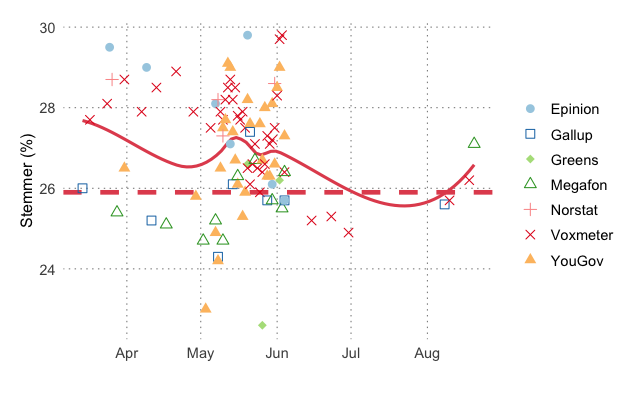 30
28
26
24
Stemmer (%)
Apr
May
Jun
Jul
Aug
Epinion
Gallup
Greens
Megafon
Norstat
Voxmeter
YouGov